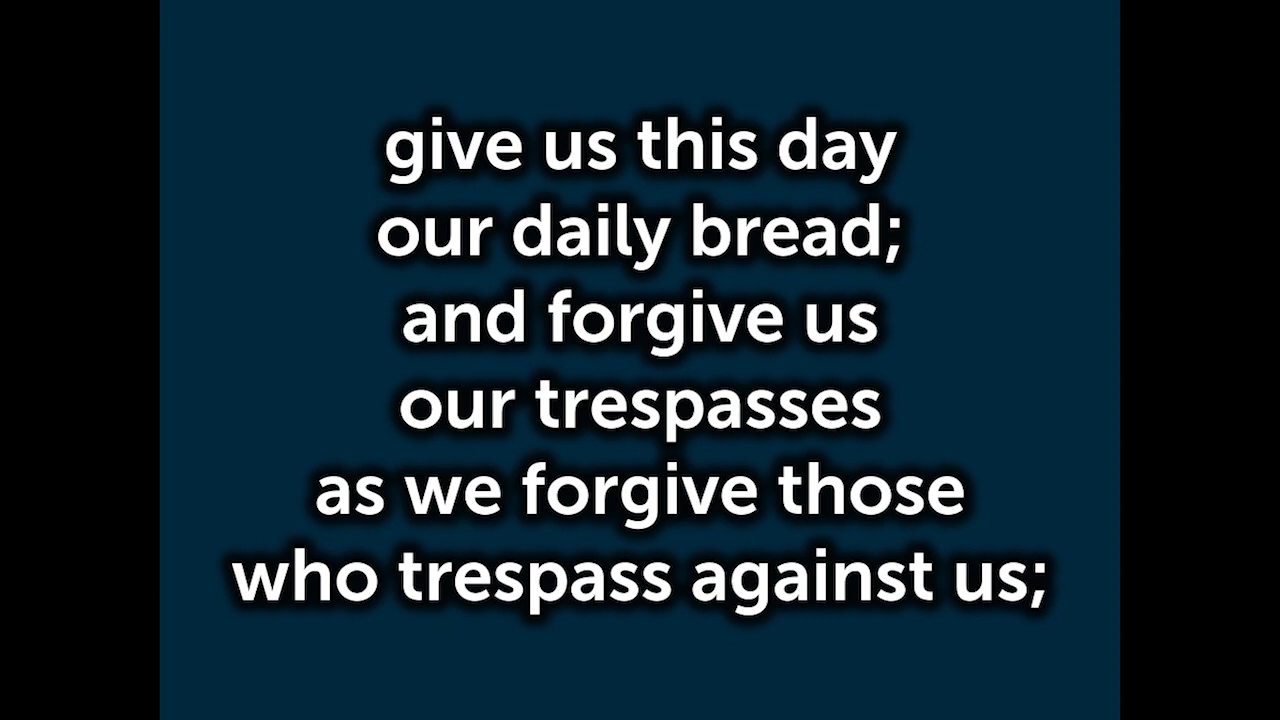 give us this day
our daily bread;
and forgive us
our trespasses
as we forgive those
who trespass against us;